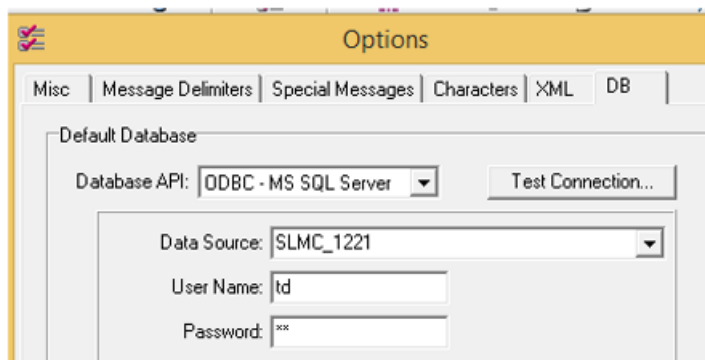 Options
Misc Message Delimiters Special Messages Characters XML DB
Default Database
Database API: ODBC - MS SQL Server Test Connection...
Data Source: SLMC_1221
User Name: td
Password: **